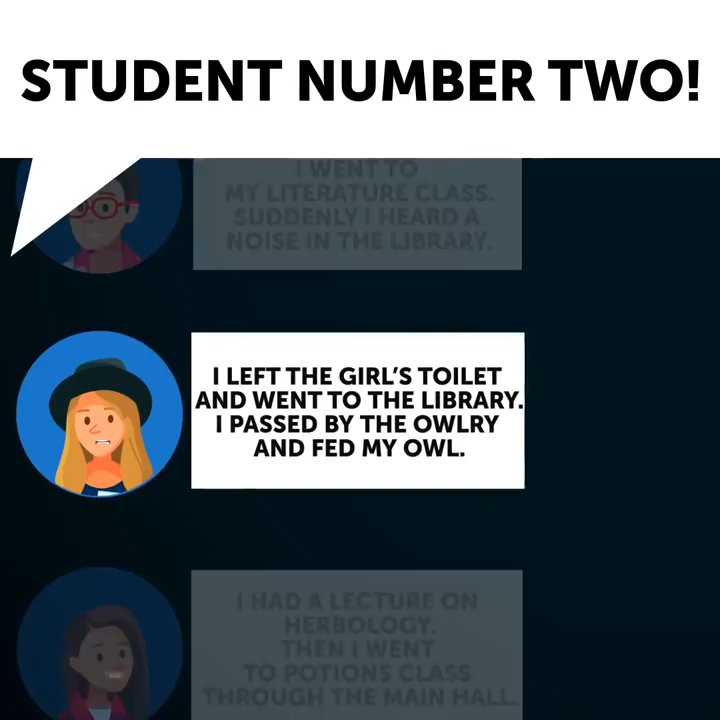 STUDENT NUMBER TWO!
I WENT TO
MY LITERATURE CLASS.
SUDDENLY I HEARD A
NOISE IN THE LIBRARY.
I LEFT THE GIRL'S TOILET
AND WENT TO THE LIBRARY.
I PASSED BY THE OWLRY
AND FED MY OWL.
I HAD A LECTURE ON
HERBOLOGY.
THEN I WENT
TO POTIONS CLASS
THROUGH THE MAIN HALL.